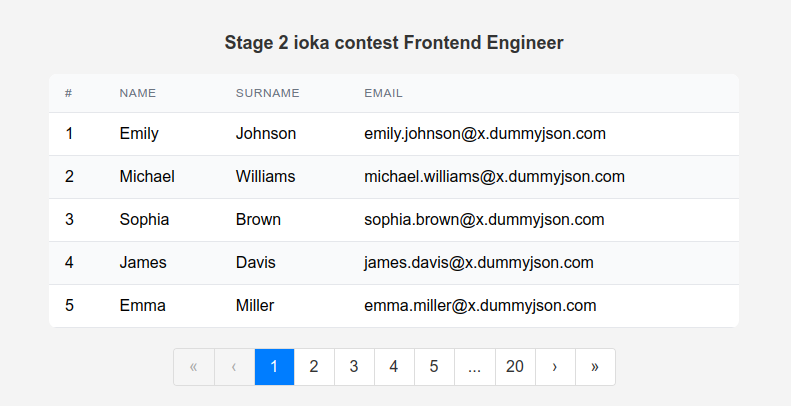 Stage 2 ioka contest Frontend Engineer
# NAME SURNAME EMAIL
1 Emily Johnson emily.johnson@x.dummyjson.com
2 Michael Williams michael.williams@x.dummyjson.com
3 Sophia Brown sophia.brown@x.dummyjson.com
4 James Davis james.davis@x.dummyjson.com
5 Emma Miller emma.miller@x.dummyjson.com
« ‹ 1 2 3 4 5 ... 20 › »